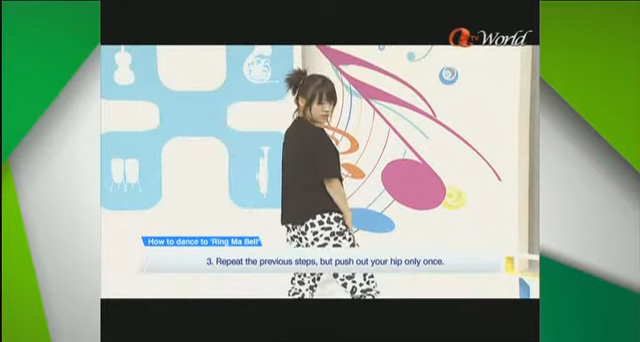 TV World
How to dance to 'Ring Ma Bell'
3. Repeat the previous steps, but push out your hip only once.